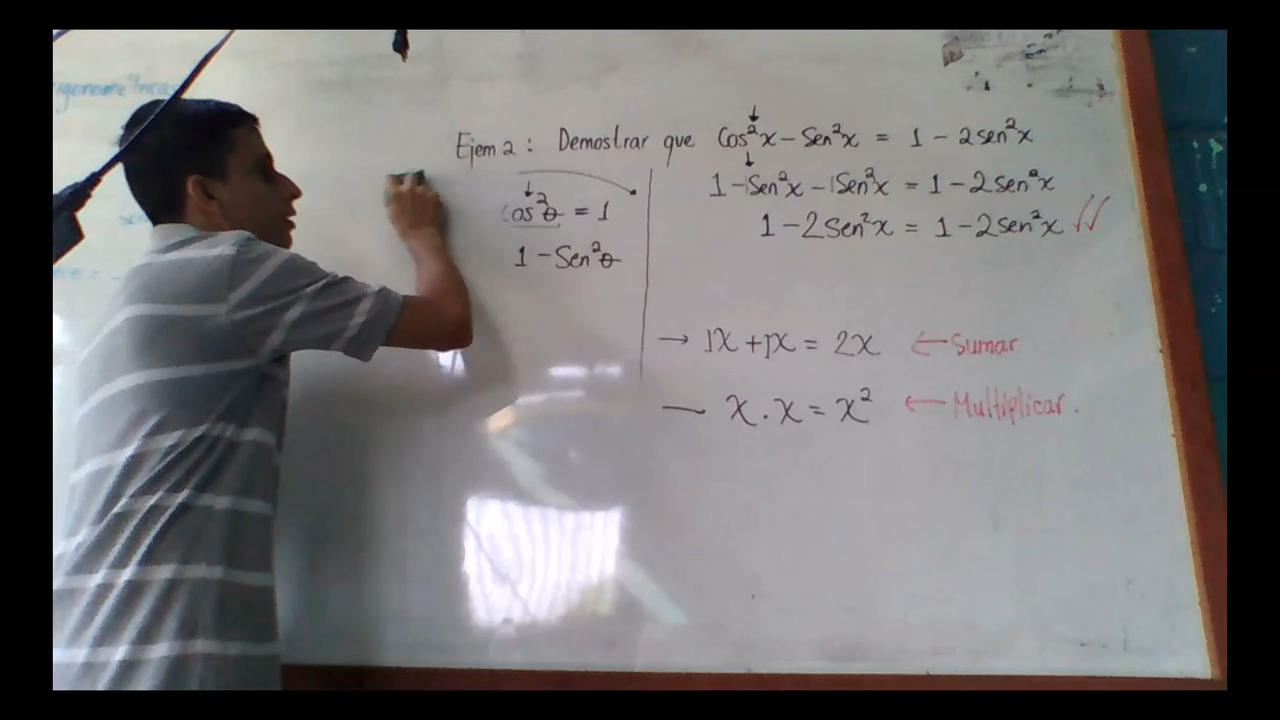 Ejem 2 : Demostrar que Cos²x - Sen²x = 1 - 2sen²x
1 - 1Sen²x - 1Sen²x = 1 - 2sen²x
1 - 2Sen²x = 1 - 2sen²x
cos²θ = 1
1 - Sen²θ
→ 1x + 1x = 2x ← Sumar
— x . x = x² ← Multiplicar.